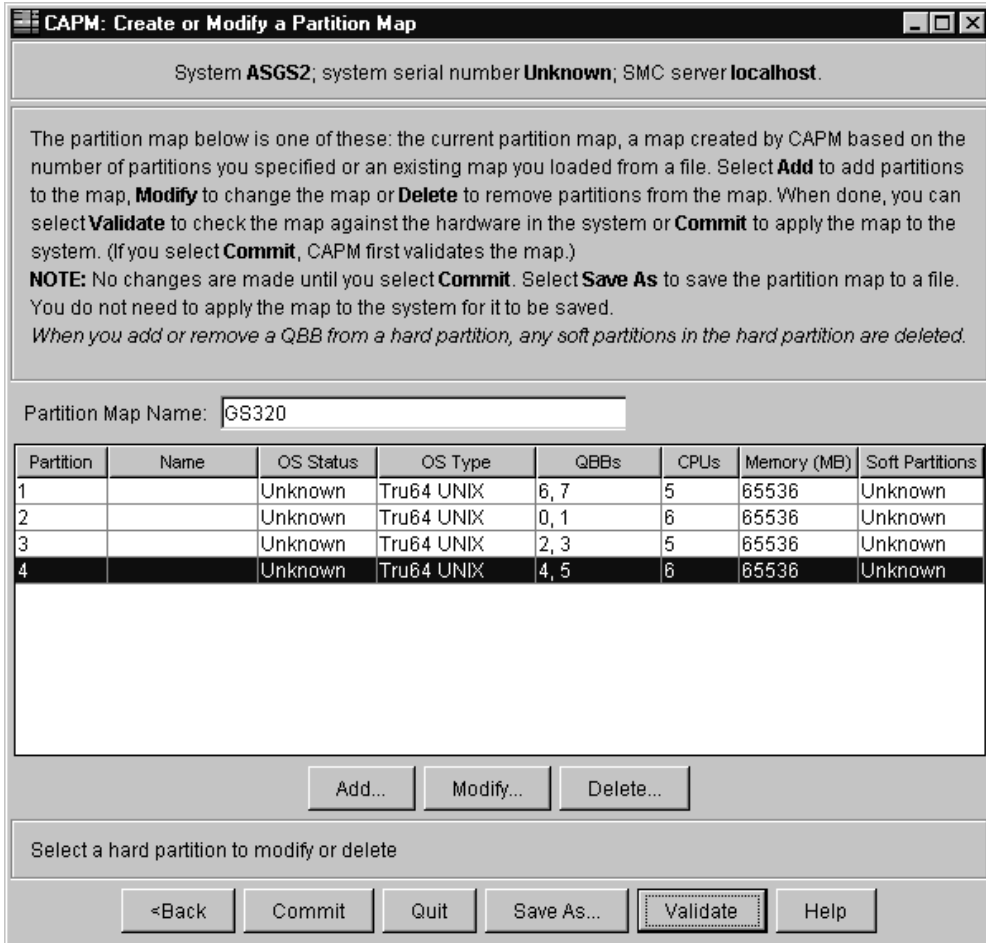 CAPM: Create or Modify a Partition Map
System ASGS2; system serial number Unknown; SMC server localhost.
The partition map below is one of these: the current partition map, a map created by CAPM based on the
number of partitions you specified or an existing map you loaded from a file. Select Add to add partitions
to the map, Modify to change the map or Delete to remove partitions from the map. When done, you can
select Validate to check the map against the hardware in the system or Commit to apply the map to the
system. (If you select Commit, CAPM first validates the map.)
NOTE: No changes are made until you select Commit. Select Save As to save the partition map to a file.
You do not need to apply the map to the system for it to be saved.
When you add or remove a QBB from a hard partition, any soft partitions in the hard partition are deleted.
Partition Map Name: GS320
Partition Name OS Status OS Type QBBs CPUs Memory (MB) Soft Partitions
1 Unknown Tru64 UNIX 6, 7 5 65536 Unknown
2 Unknown Tru64 UNIX 0, 1 6 65536 Unknown
3 Unknown Tru64 UNIX 2, 3 5 65536 Unknown
4 Unknown Tru64 UNIX 4, 5 6 65536 Unknown
Add... Modify... Delete...
Select a hard partition to modify or delete
<Back Commit Quit Save As... Validate Help